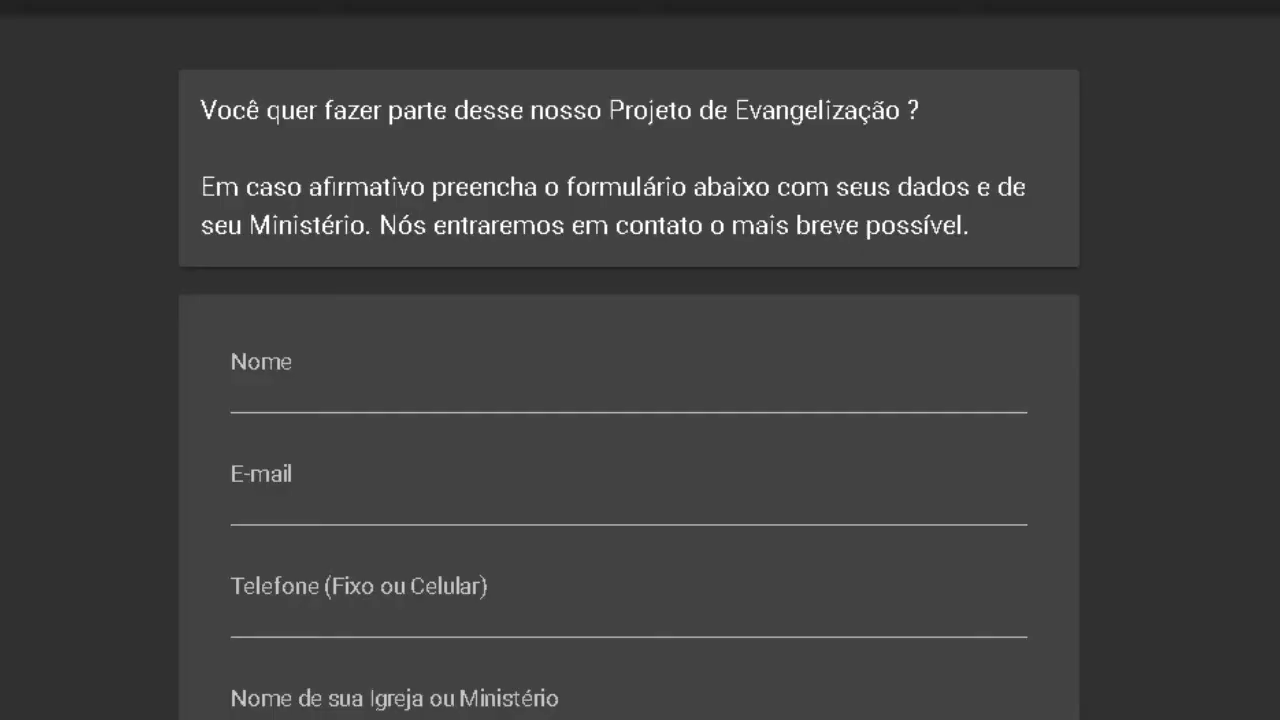 Você quer fazer parte desse nosso Projeto de Evangelização ?
Em caso afirmativo preencha o formulário abaixo com seus dados e de
seu Ministério. Nós entraremos em contato o mais breve possível.
Nome
E-mail
Telefone (Fixo ou Celular)
Nome de sua Igreja ou Ministério